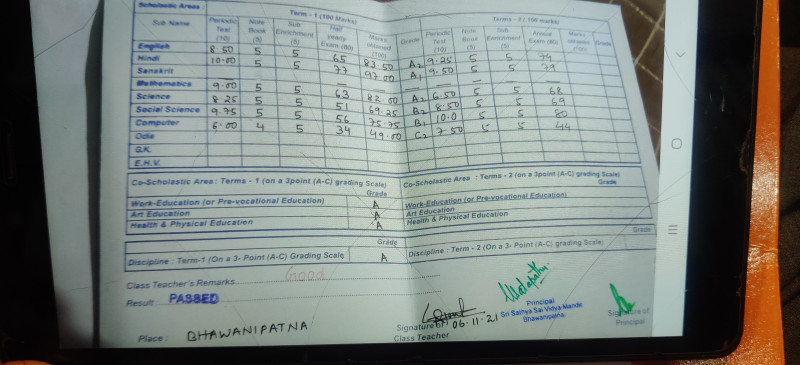 Scholastic Areas Term - 1 (100 Marks) Terms - 2 (100 marks)
Sub Name Periodic Test (10) Note Book (5) Sub Enrichment (5) Half yearly Exam (80) Marks Obtained (100) Grade Periodic Test (10) Note Book (5) Sub Enrichment (5) Annual Exam (80) Marks Obtained (100) Grade
English 8.50 5 5 65 83.50 A2 9.25 5 5 74
Hindi 10.00 5 5 77 97.00 A1 9.50 5 5 79
Sanskrit — — — — — — — — —
Mathematics 9.00 5 5 63 82.00 A2 6.50 5 5 68
Science 8.25 5 5 51 69.25 B2 8.50 5 5 69
Social Science 9.75 5 5 56 75.75 B1 10.0 5 5 80
Computer 6.00 4 5 34 49.00 C2 7.50 5 5 44
Odia
G.K.
E.H.V.
Co-Scholastic Area: Terms - 1 (on a 3point (A-C) grading Scale) Co-Scholastic Area : Terms - 2 (on a 3point (A-C) grading Scale)
Grade Grade
Work-Education (or Pre-vocational Education) A Work-Education (or Pre-vocational Education)
Art Education A Art Education
Health & Physical Education A Health & Physical Education
Grade Grade
Discipline : Term-1 (On a 3- Point (A-C) Grading Scale A Discipline : Term - 2 (On a 3- Point (A-C) grading Scale)
Class Teacher's Remarks Good
Result : PASSED
Place : BHAWANIPATNA
Signature of 06.11.21
Class Teacher
Principal
Sri Sathya Sai Vidya Mandir
Bhawanipatna.
Signature of
Principal